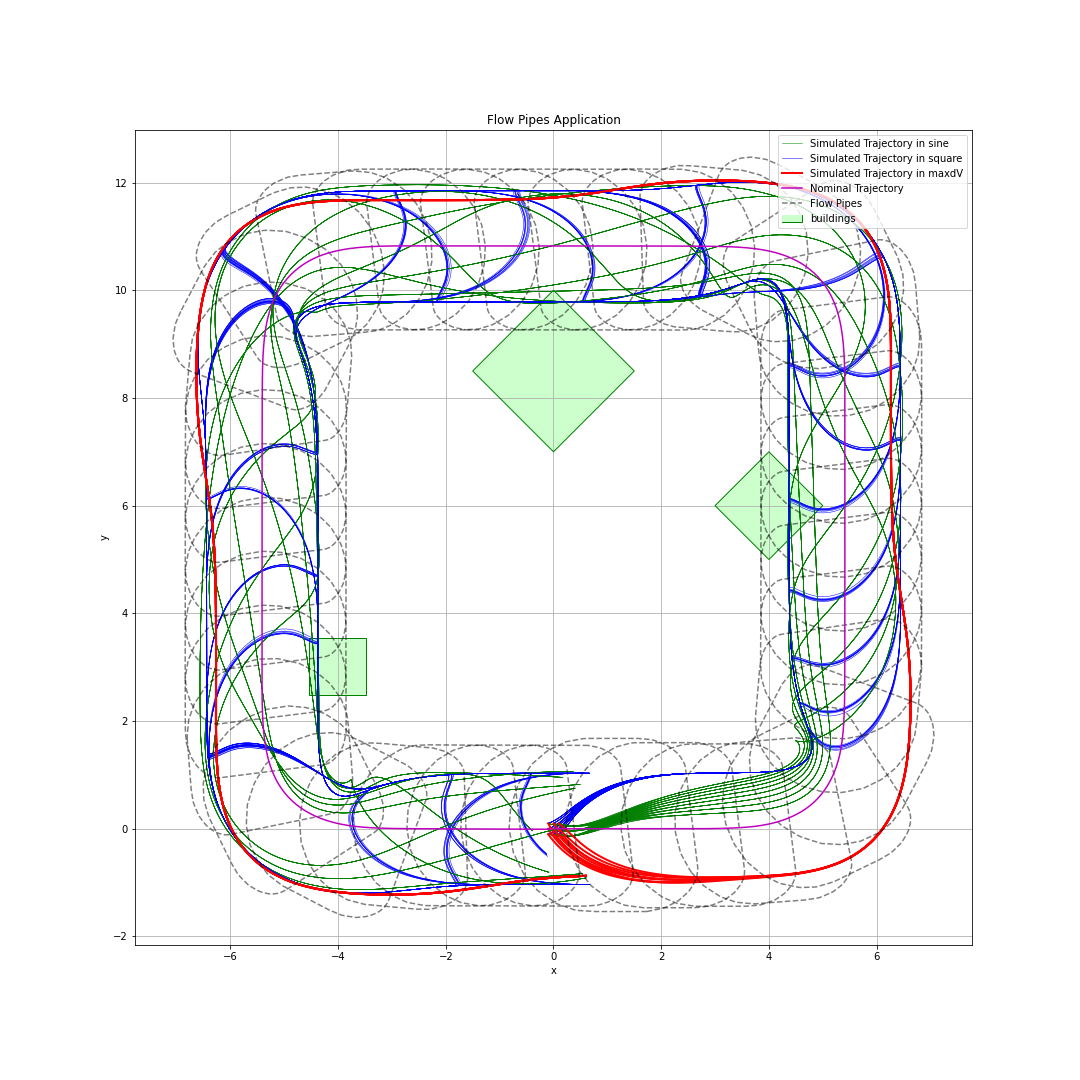 Flow Pipes Application
Simulated Trajectory in sine
Simulated Trajectory in square
Simulated Trajectory in maxdV
Nominal Trajectory
Flow Pipes
buildings
12
10
8
6
4
2
0
−2
y
−6
−4
−2
0
2
4
6
x